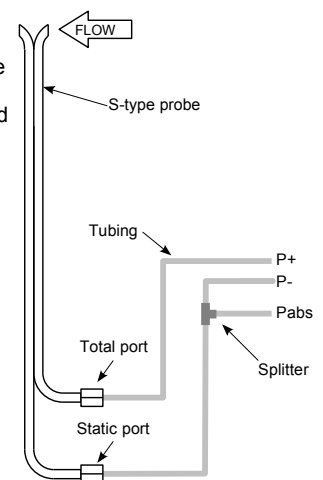 FLOW
e
d
S-type probe
Tubing
P+
P-
Pabs
Splitter
Total port
Static port